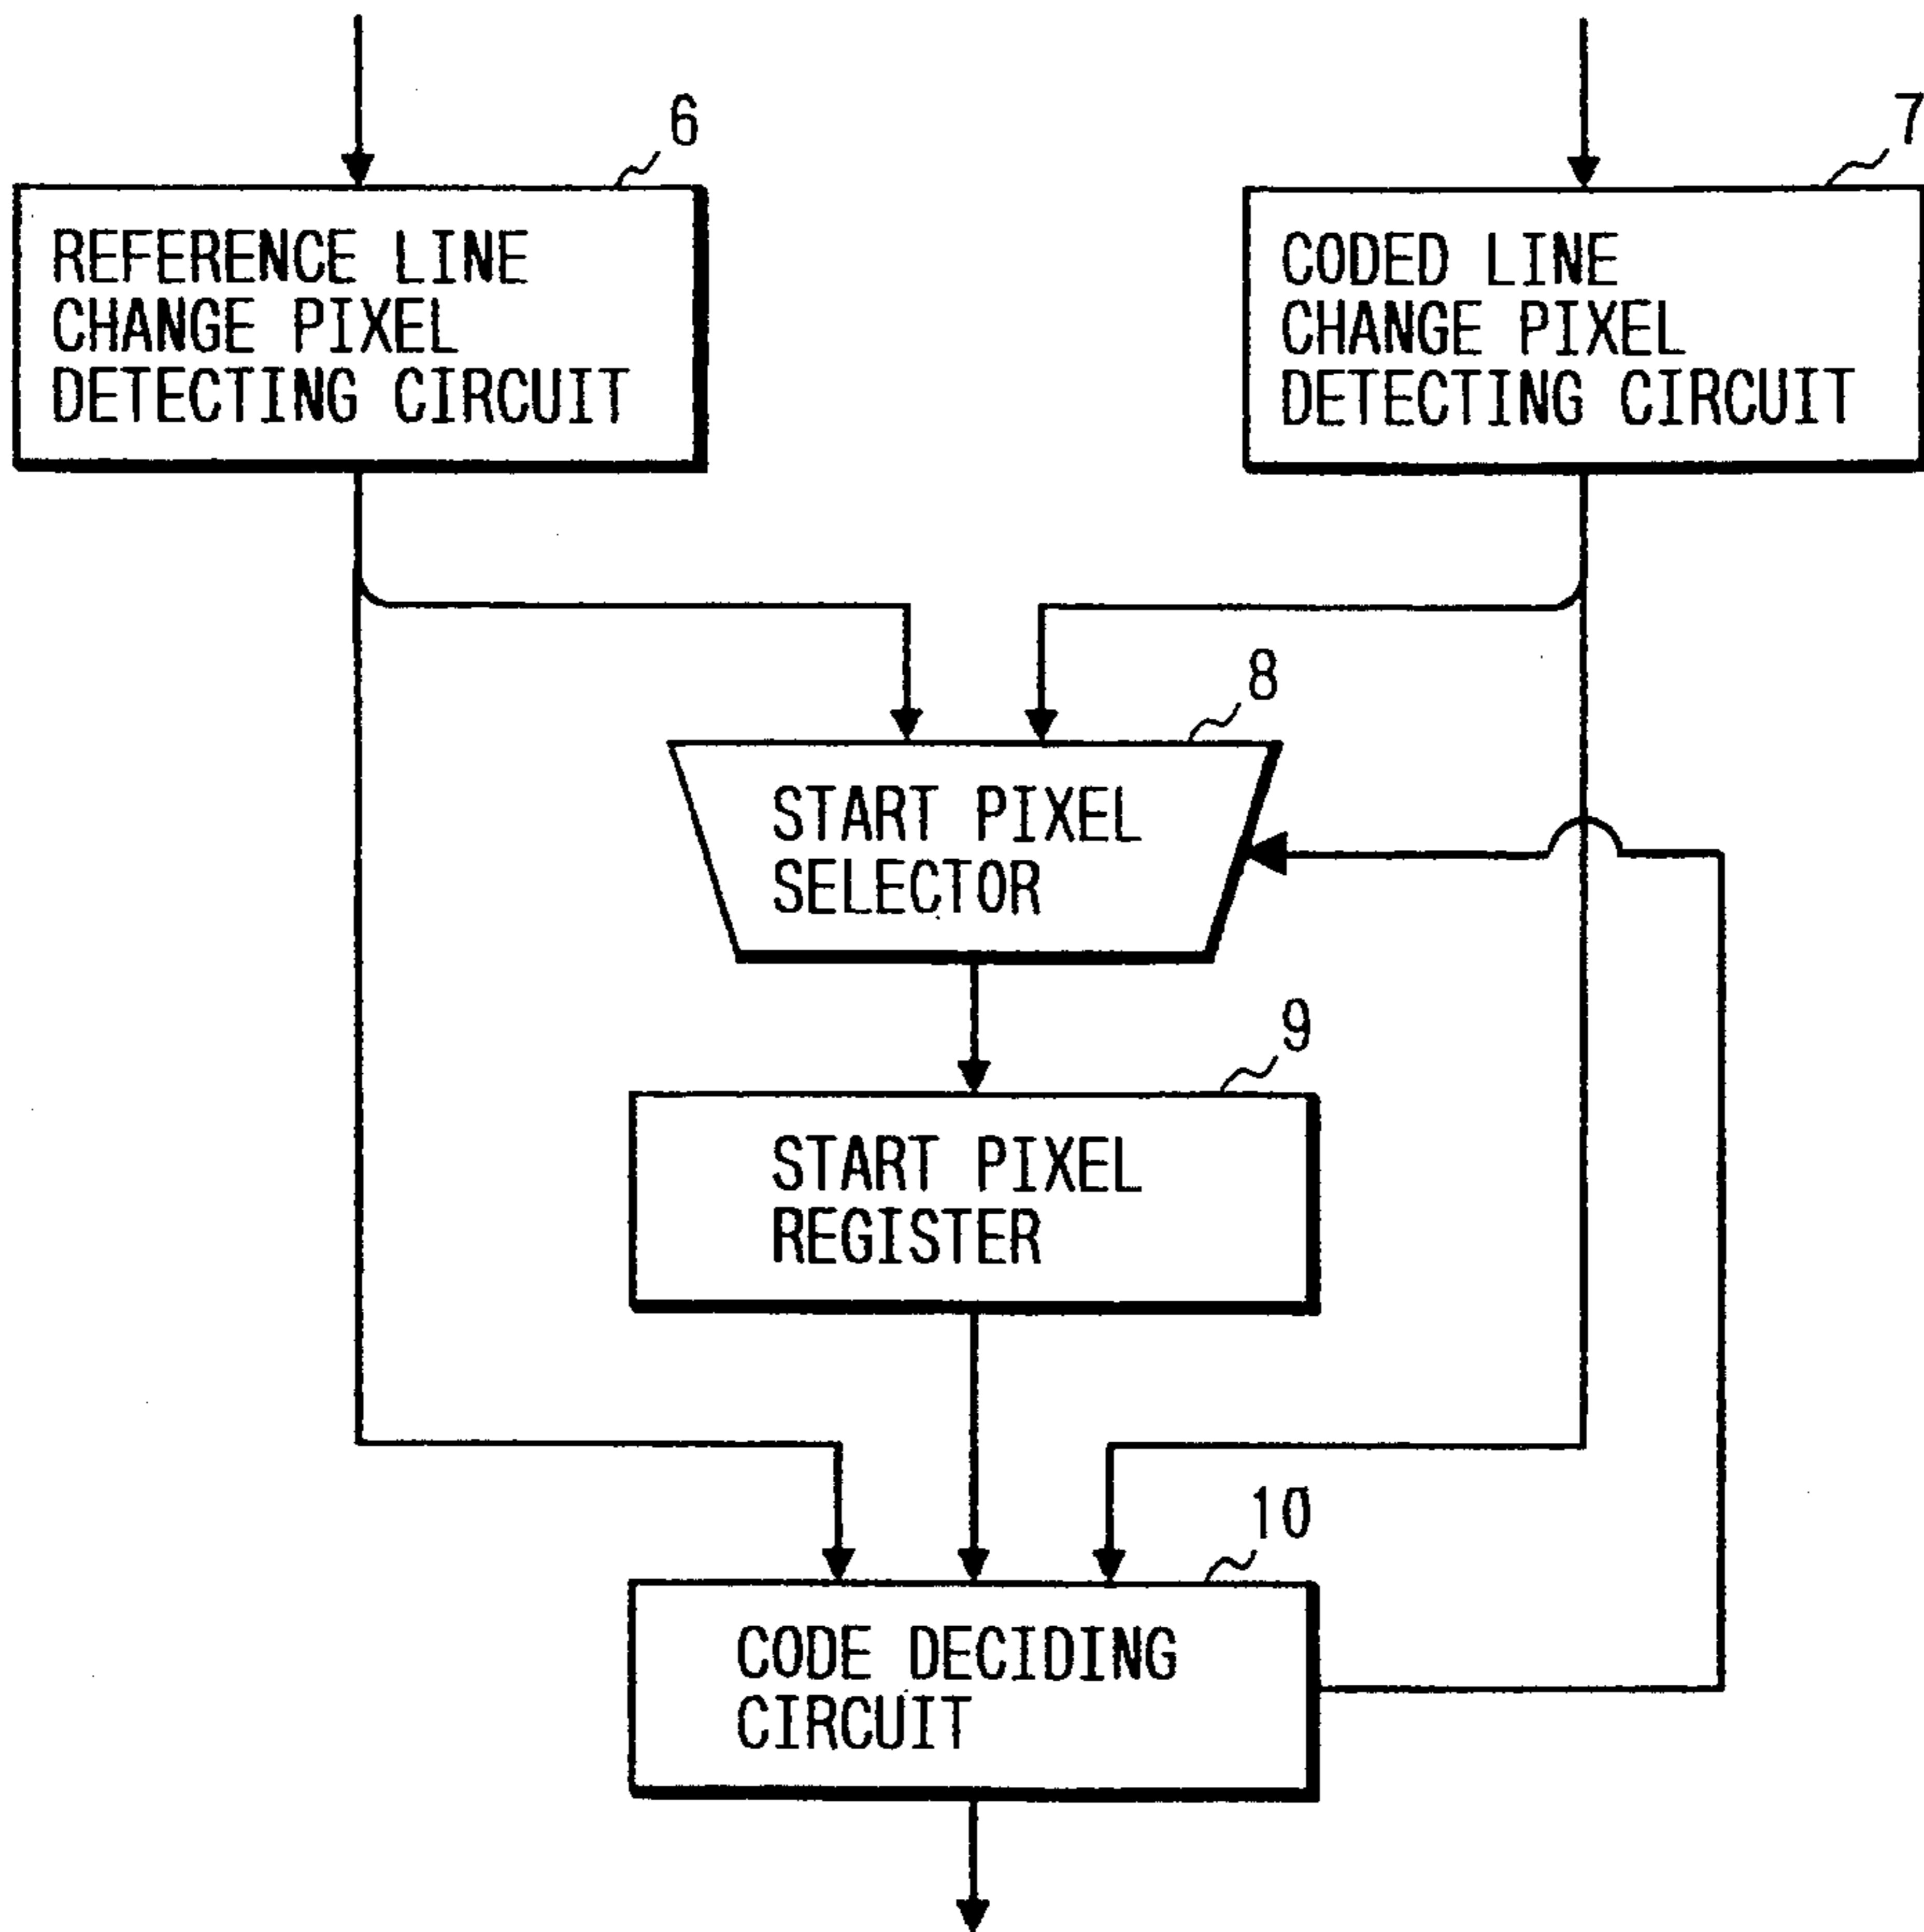 6
REFERENCE LINE
CHANGE PIXEL
DETECTING CIRCUIT
7
CODED LINE
CHANGE PIXEL
DETECTING CIRCUIT
8
START PIXEL
SELECTOR
9
START PIXEL
REGISTER
10
CODE DECIDING
CIRCUIT